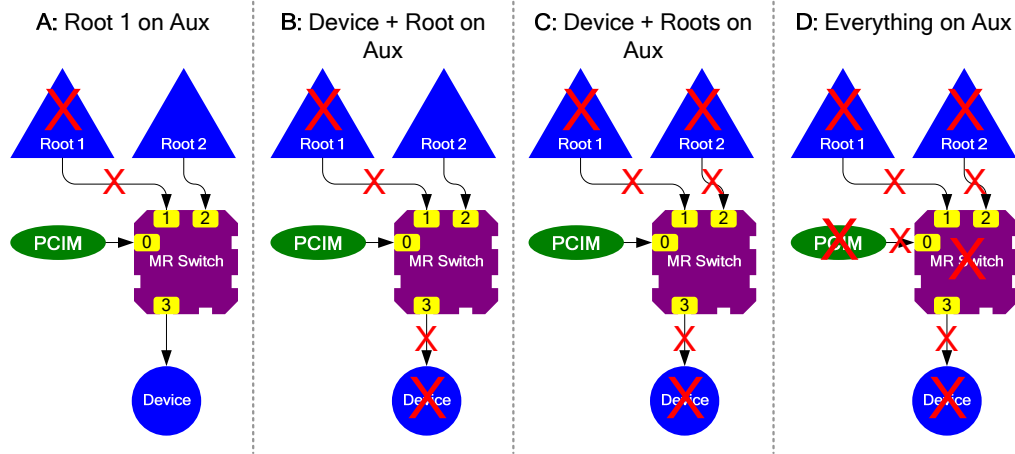 A: Root 1 on Aux
Root 1
Root 2
PCIM
0
1
2
MR Switch
3
Device
B: Device + Root on
Aux
Root 1
Root 2
PCIM
0
1
2
MR Switch
3
Device
C: Device + Roots on
Aux
Root 1
Root 2
PCIM
0
1
2
MR Switch
3
Device
D: Everything on Aux
Root 1
Root 2
PCIM
0
1
2
MR Switch
3
Device